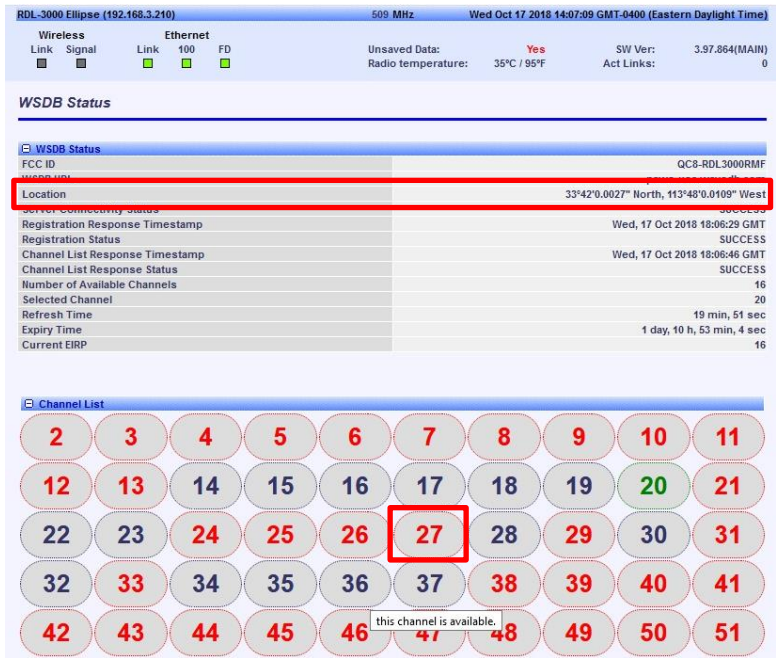 RDL-3000 Ellipse (192.168.3.210) 509 MHz Wed Oct 17 2018 14:07:09 GMT-0400 (Eastern Daylight Time)
Wireless Ethernet
Link Signal Link 100 FD Unsaved Data: Yes SW Ver: 3.97.864(MAIN)
Radio temperature: 35ºC / 95ºF Act Links: 0
WSDB Status
WSDB Status
FCC ID QC8-RDL3000RMF
Location 33°42'0.0027" North, 113°48'0.0109" West
Server Connectivity Status SUCCESS
Registration Response Timestamp Wed, 17 Oct 2018 18:06:29 GMT
Registration Status SUCCESS
Channel List Response Timestamp Wed, 17 Oct 2018 18:06:46 GMT
Channel List Response Status SUCCESS
Number of Available Channels 16
Selected Channel 20
Refresh Time 19 min, 51 sec
Expiry Time 1 day, 10 h, 53 min, 4 sec
Current EIRP 16
Channel List
2 3 4 5 6 7 8 9 10 11
12 13 14 15 16 17 18 19 20 21
22 23 24 25 26 27 28 29 30 31
32 33 34 35 36 37 38 39 40 41
this channel is available.
42 43 44 45 46 47 48 49 50 51